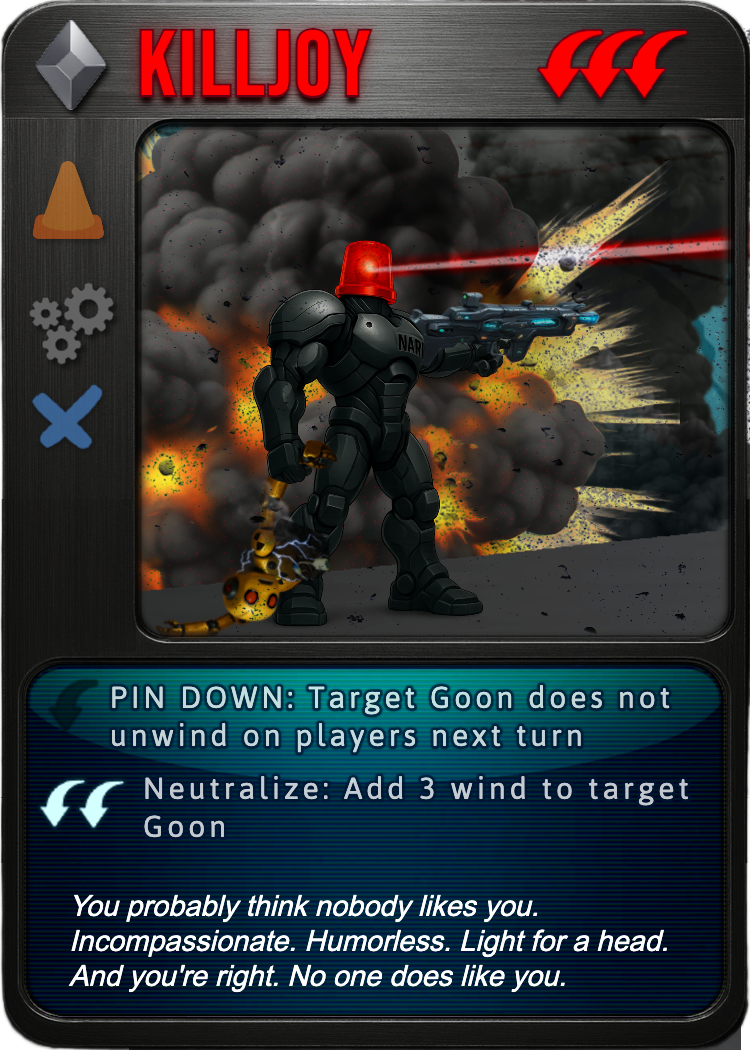 KILLJOY
NAR
PIN DOWN: Target Goon does not
unwind on players next turn
Neutralize: Add 3 wind to target
Goon
You probably think nobody likes you.
Incompassionate. Humorless. Light for a head.
And you're right. No one does like you.